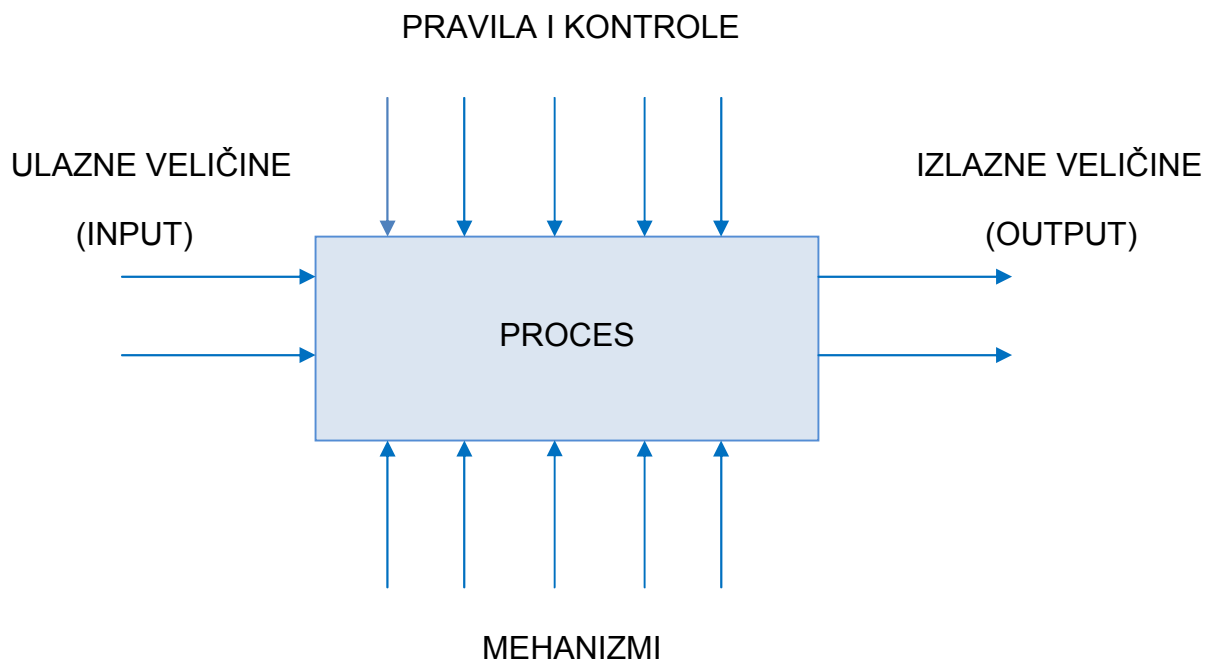 PRAVILA I KONTROLE
ULAZNE VELIČINE
(INPUT)
IZLAZNE VELIČINE
(OUTPUT)
PROCES
MEHANIZMI